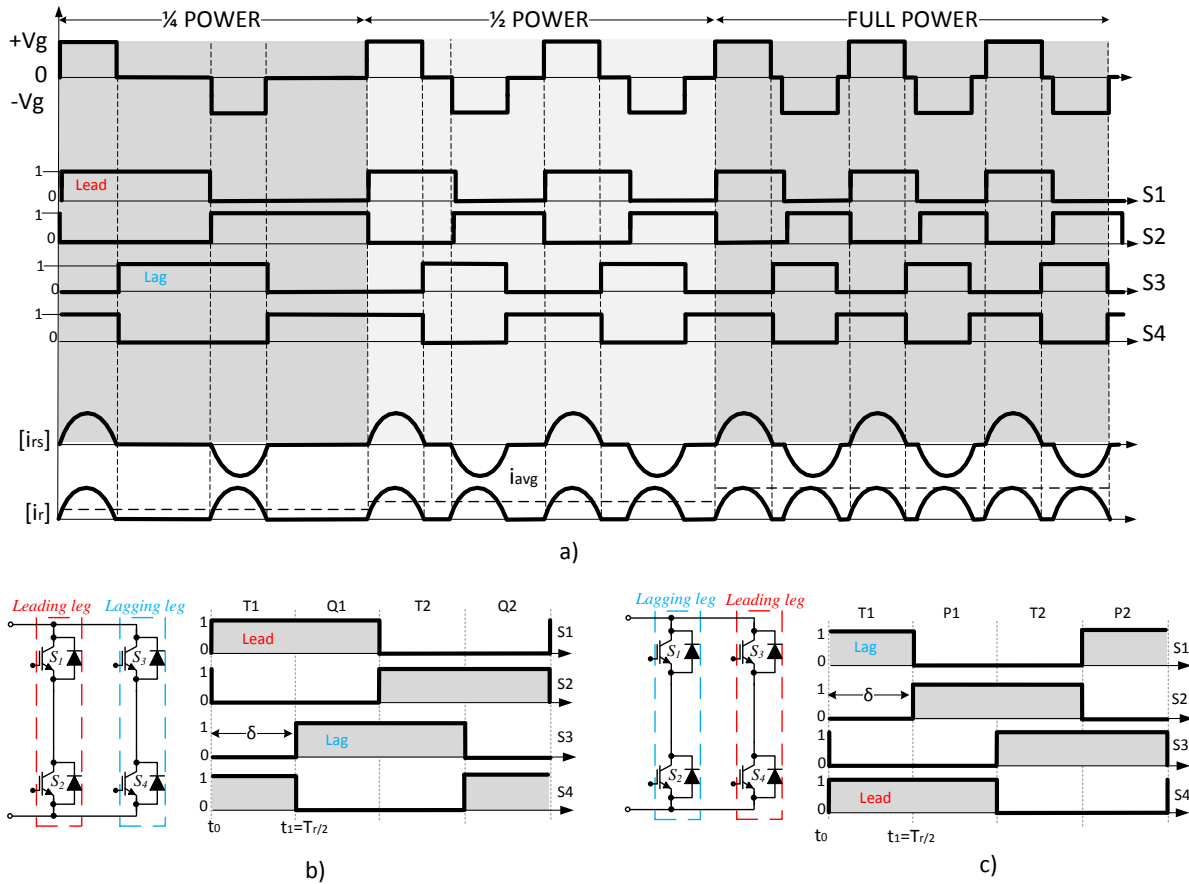 ¼ POWER ½ POWER FULL POWER
+Vg
0
-Vg
1 Lead
0 S1
1
0 S2
1 Lag
0 S3
1
0 S4
[irs]
iavg
[ir]
a)
Leading leg Lagging leg
S1 S3
S2 S4
T1 Q1 T2 Q2
1 Lead S1
0
1 S2
0
1 δ Lag S3
0
1 S4
0
t0 t1=Tr/2
b)
Lagging leg Leading leg
S1 S3
S2 S4
T1 P1 T2 P2
1 Lag S1
0
1 δ S2
0
1 S3
0
1 Lead S4
0
t0 t1=Tr/2
c)